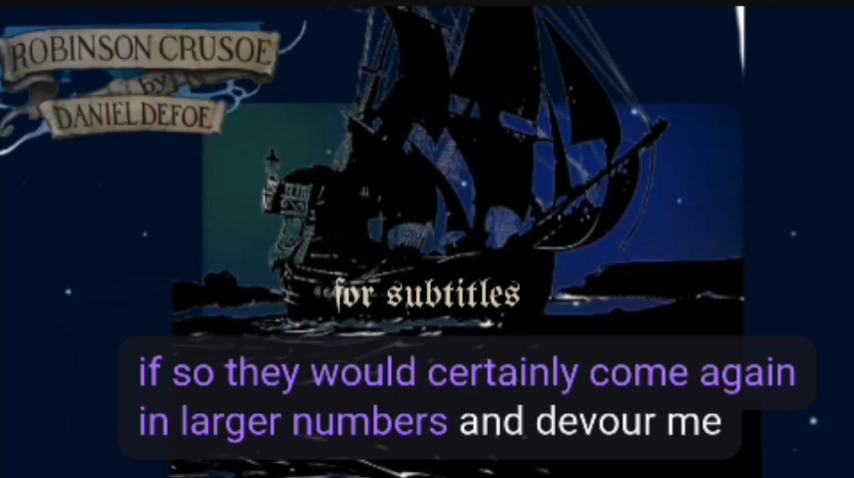 ROBINSON CRUSOE
by
DANIEL DEFOE
for subtitles
if so they would certainly come again
in larger numbers and devour me